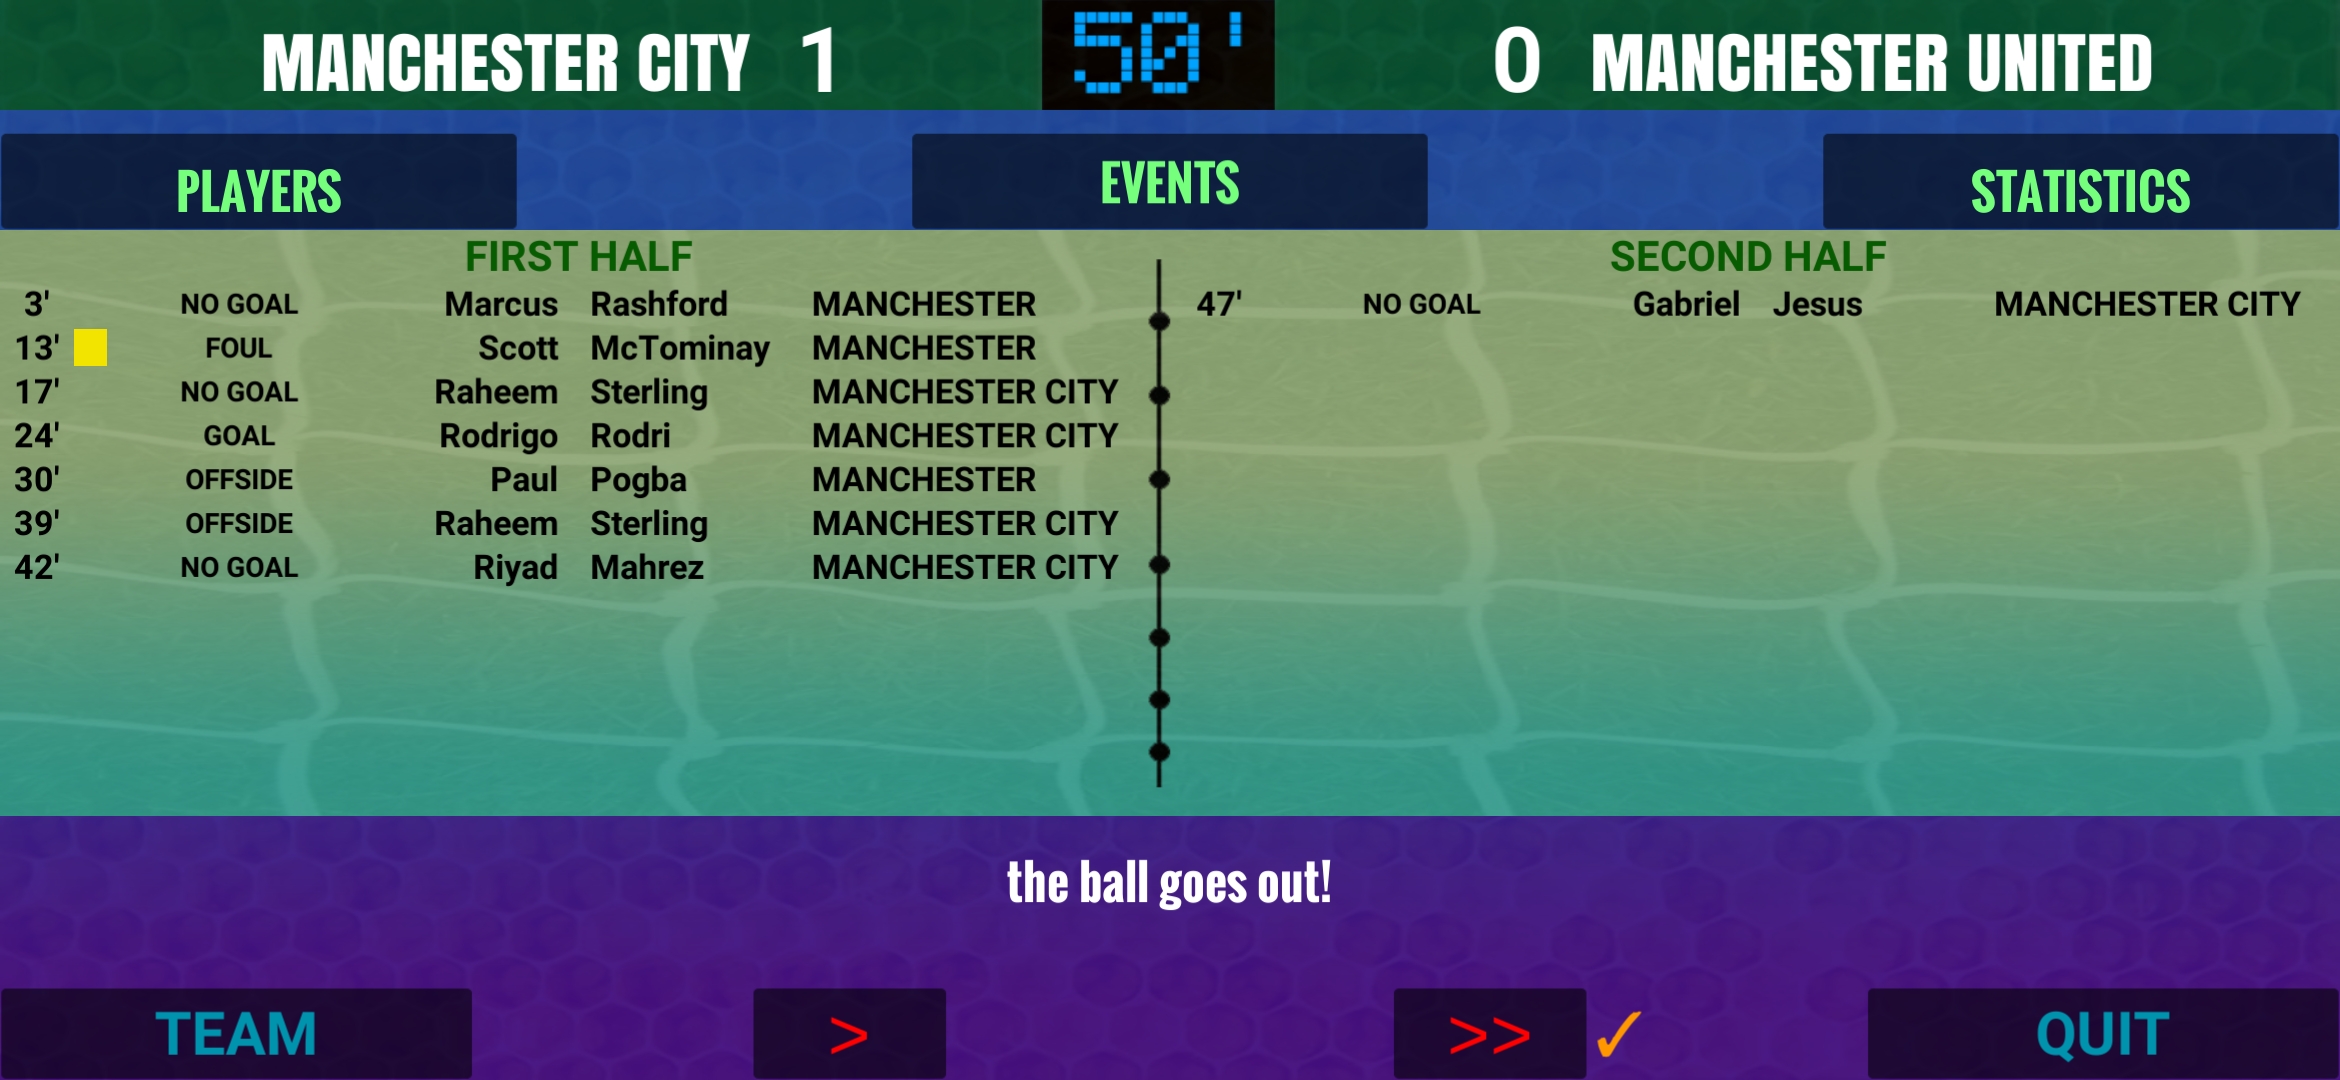 MANCHESTER CITY 1 50' 0 MANCHESTER UNITED
PLAYERS EVENTS STATISTICS
FIRST HALF
3' NO GOAL Marcus Rashford MANCHESTER
13' FOUL Scott McTominay MANCHESTER
17' NO GOAL Raheem Sterling MANCHESTER CITY
24' GOAL Rodrigo Rodri MANCHESTER CITY
30' OFFSIDE Paul Pogba MANCHESTER
39' OFFSIDE Raheem Sterling MANCHESTER CITY
42' NO GOAL Riyad Mahrez MANCHESTER CITY
SECOND HALF
47' NO GOAL Gabriel Jesus MANCHESTER CITY
the ball goes out!
TEAM > >> ✓ QUIT